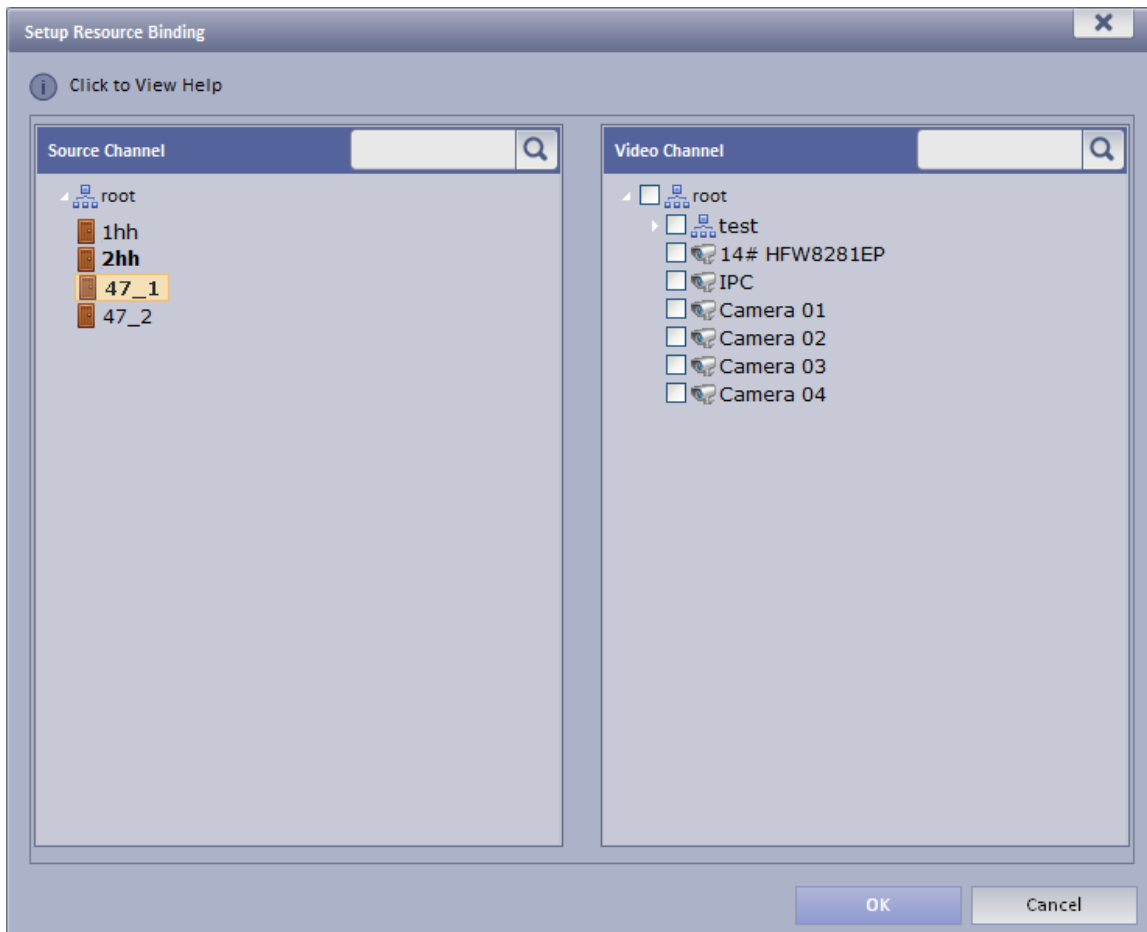 Setup Resource Binding
Click to View Help
Source Channel
root
1hh
2hh
47_1
47_2
Video Channel
root
test
14# HFW8281EP
IPC
Camera 01
Camera 02
Camera 03
Camera 04
OK
Cancel